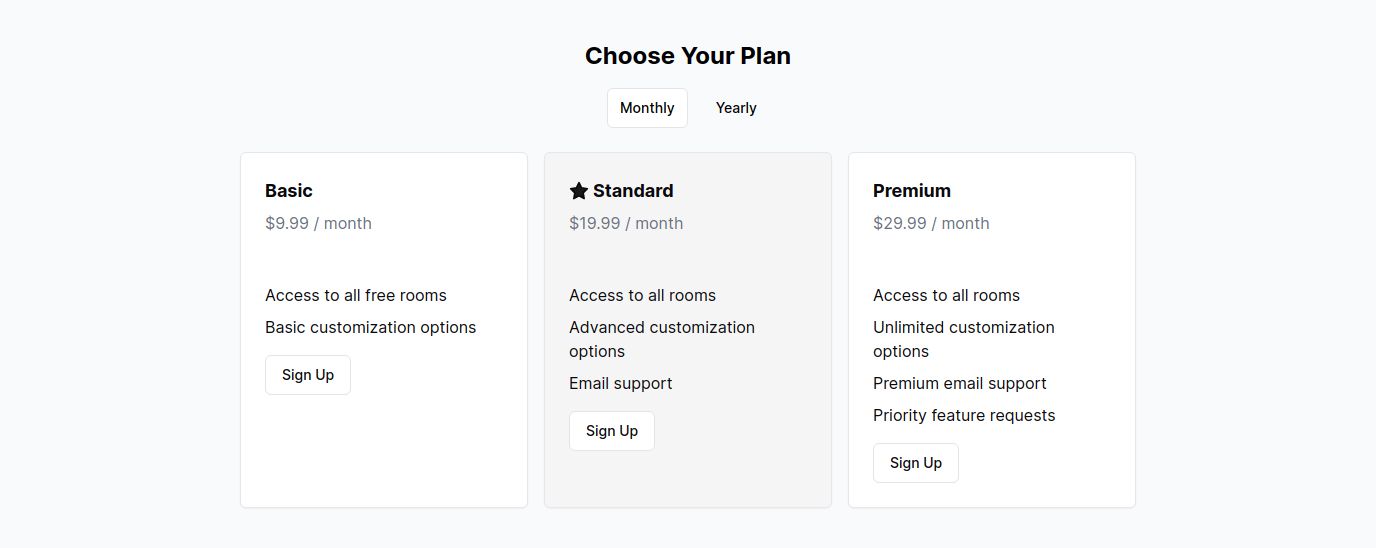 Choose Your Plan
Monthly
Yearly
Basic
$9.99 / month
Access to all free rooms
Basic customization options
Sign Up
Standard
$19.99 / month
Access to all rooms
Advanced customization
options
Email support
Sign Up
Premium
$29.99 / month
Access to all rooms
Unlimited customization
options
Premium email support
Priority feature requests
Sign Up